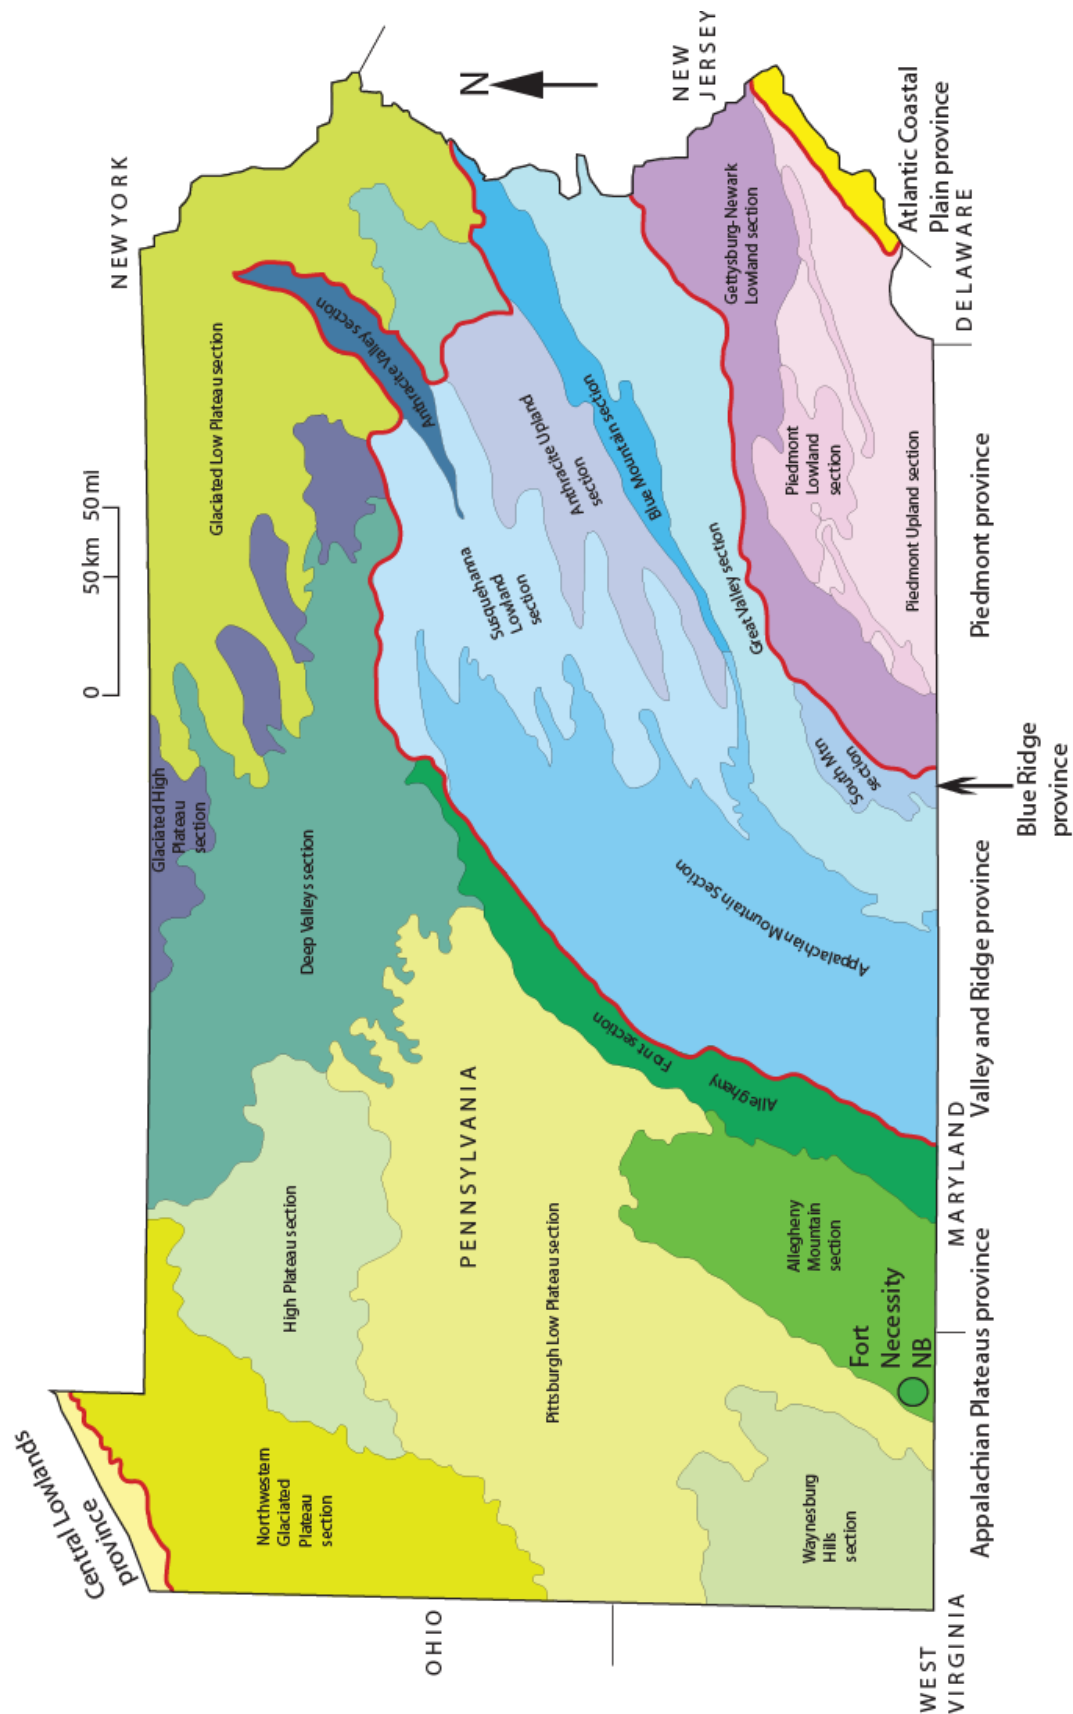 NEW YORK
NEW
JERSEY
N
0
50 km
50 mi
Central Lowlands
province
Glaciated Low Plateau section
Glaciated High
Plateau
section
Anthracite Valley section
Deep Valleys section
High Plateau section
Northwestern
Glaciated
Plateau
section
Susquehanna
Lowland
section
Anthracite Upland
section
Blue Mountain section
Great Valley section
Gettysburg-Newark
Lowland section
Piedmont
Lowland
section
Piedmont Upland section
South Mtn
section
Appalachian Mountain Section
Allegheny
Front section
PENNSYLVANIA
Pittsburgh Low Plateau section
Allegheny
Mountain
section
Waynesburg
Hills
section
Fort
Necessity
NB
OHIO
WEST
VIRGINIA
MARYLAND
DELAWARE
Atlantic Coastal
Plain province
Appalachian Plateaus province
Valley and Ridge province
Blue Ridge
province
Piedmont province